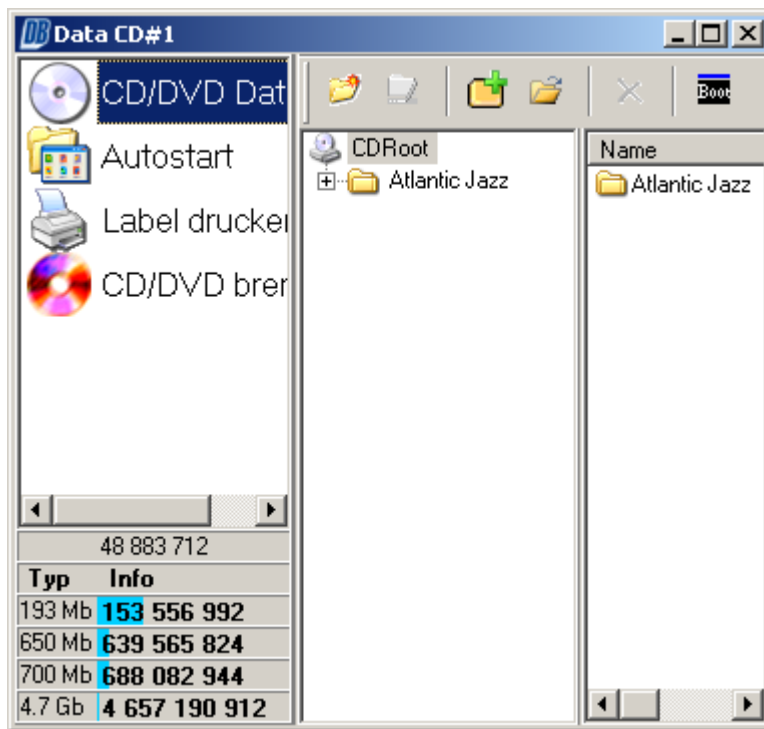 DB Data CD#1
CD/DVD Dat
Autostart
Label drucker
CD/DVD brer
Boot
CDRoot
Atlantic Jazz
Name
Atlantic Jazz
48 883 712
Typ Info
193 Mb 153 556 992
650 Mb 639 565 824
700 Mb 688 082 944
4.7 Gb 4 657 190 912